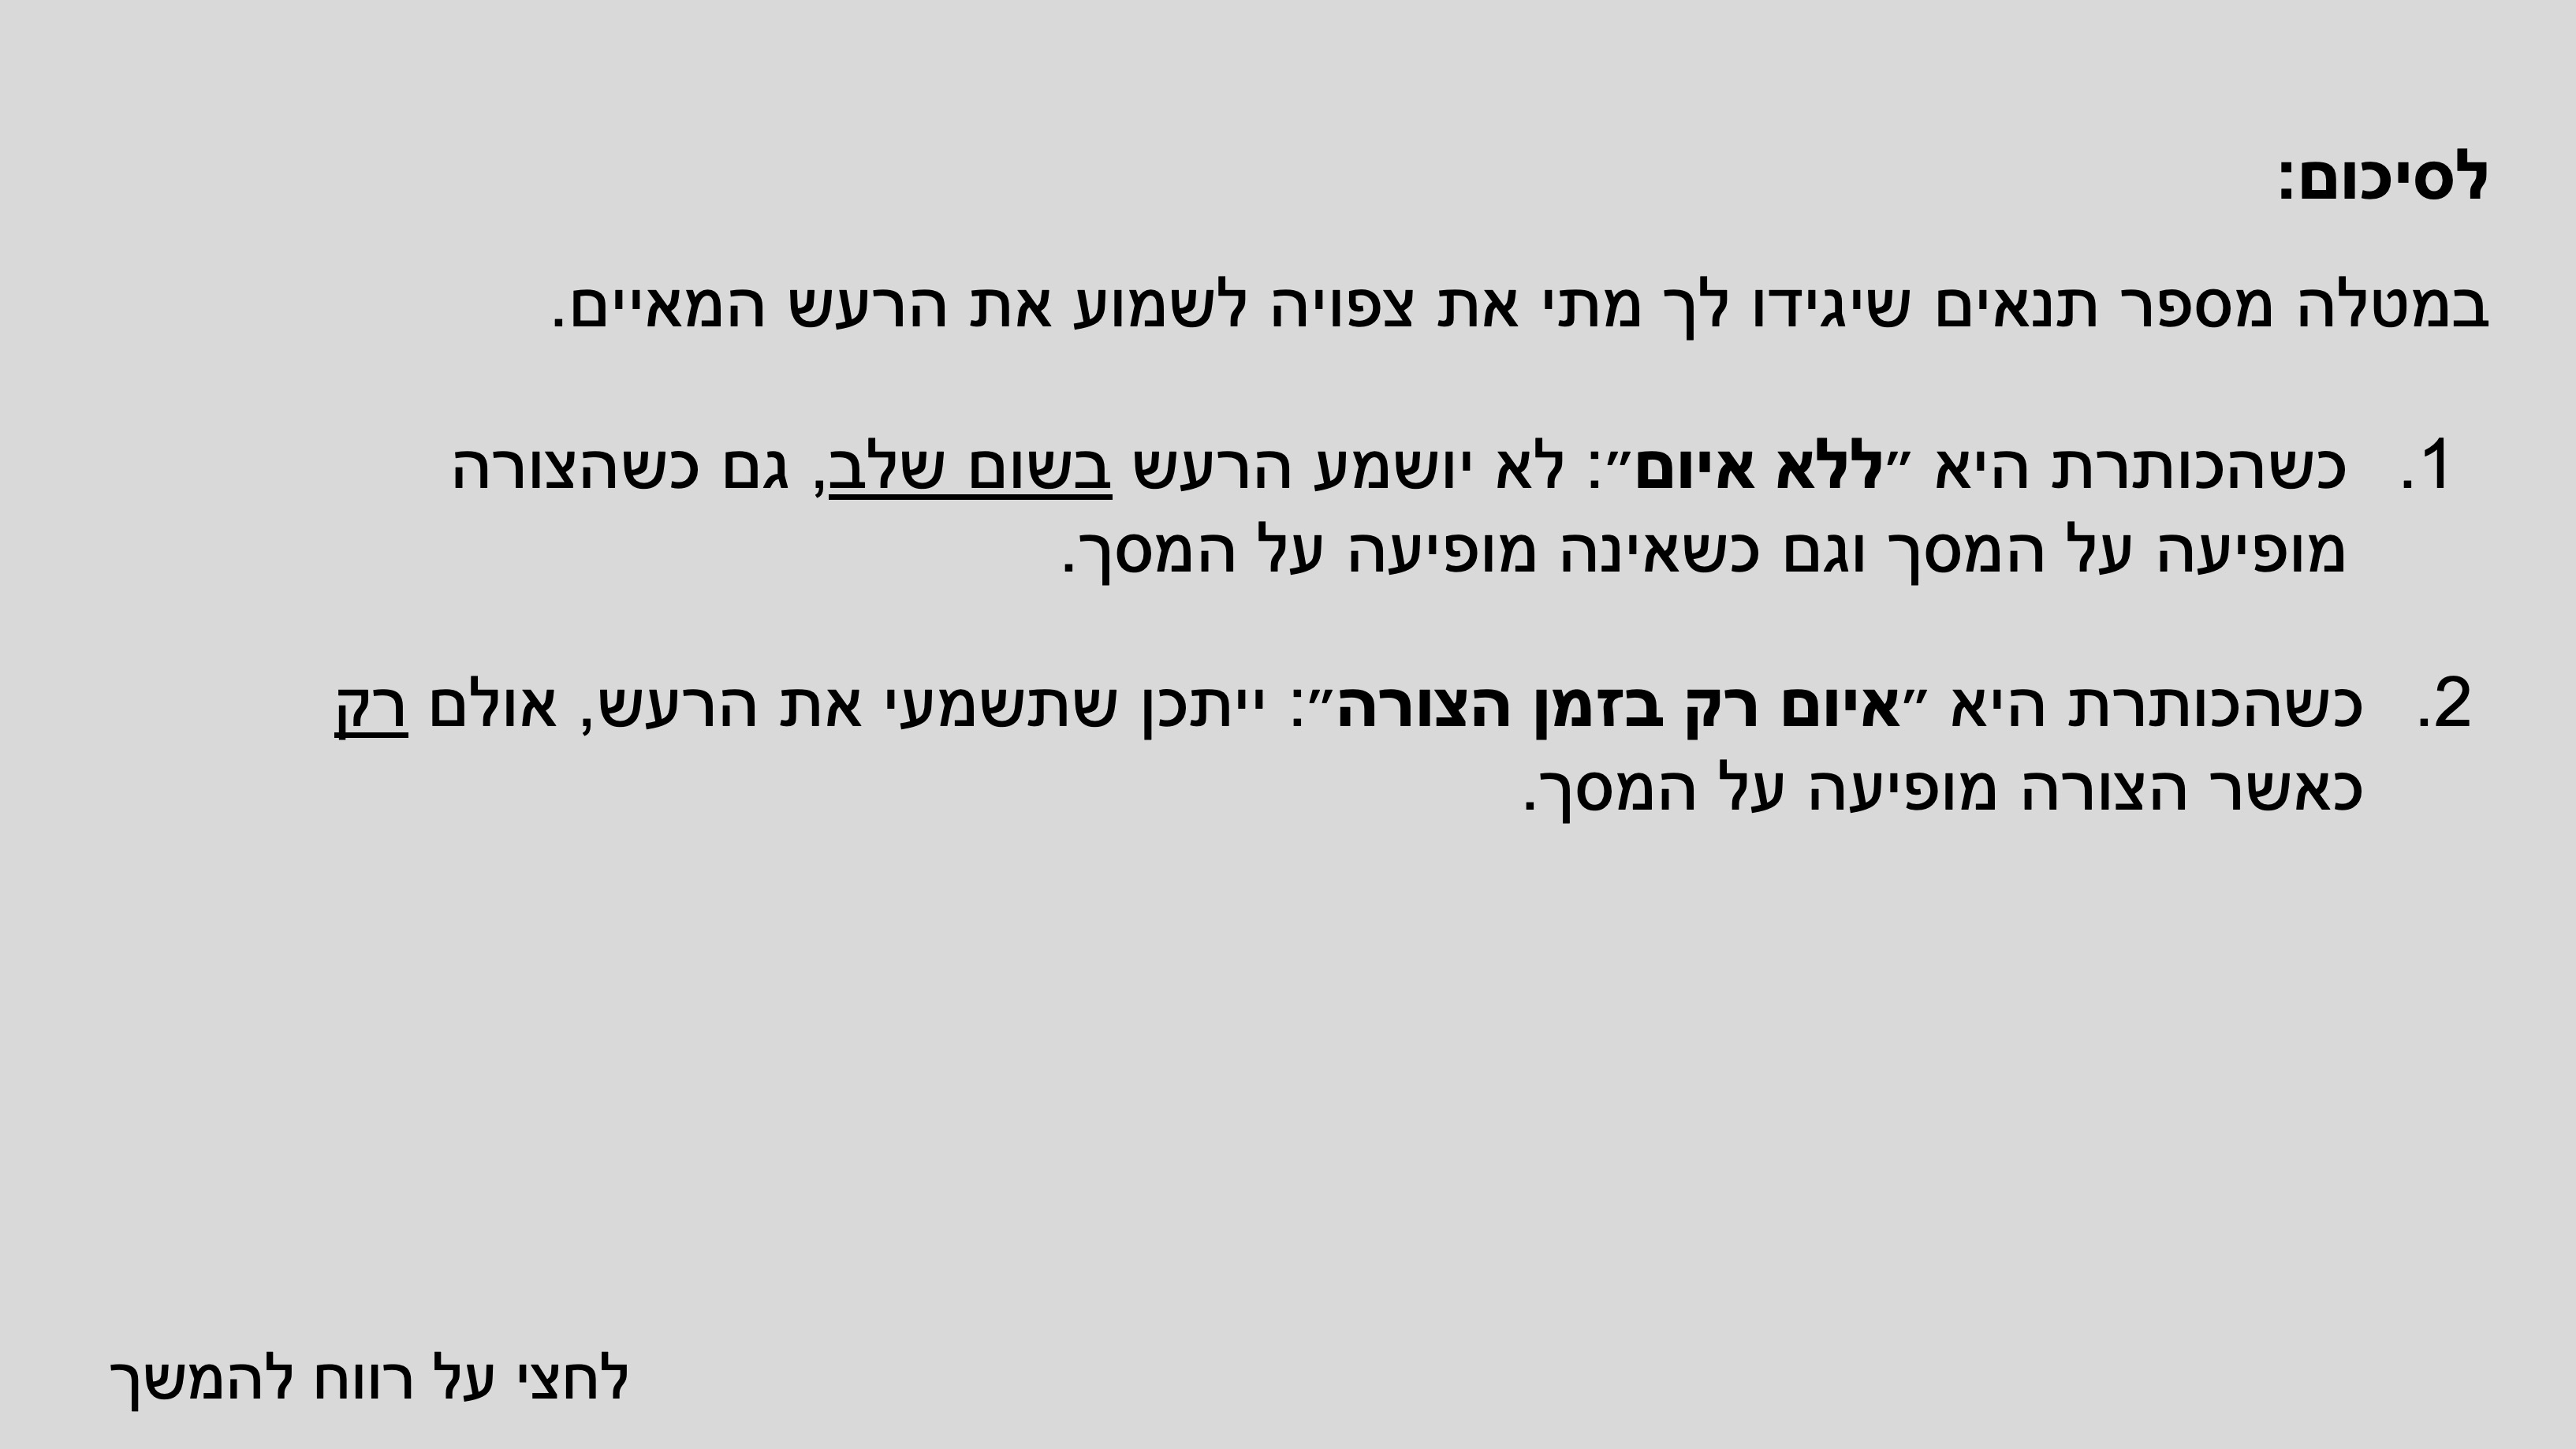 לסיכום:
במטלה מספר תנאים שיגידו לך מתי את צפויה לשמוע את הרעש המאיים.
1. כשהכותרת היא ״ללא איום״: לא יושמע הרעש בשום שלב, גם כשהצורה
מופיעה על המסך וגם כשאינה מופיעה על המסך.
2. כשהכותרת היא ״איום רק בזמן הצורה״: ייתכן שתשמעי את הרעש, אולם רק
כאשר הצורה מופיעה על המסך.
לחצי על רווח להמשך